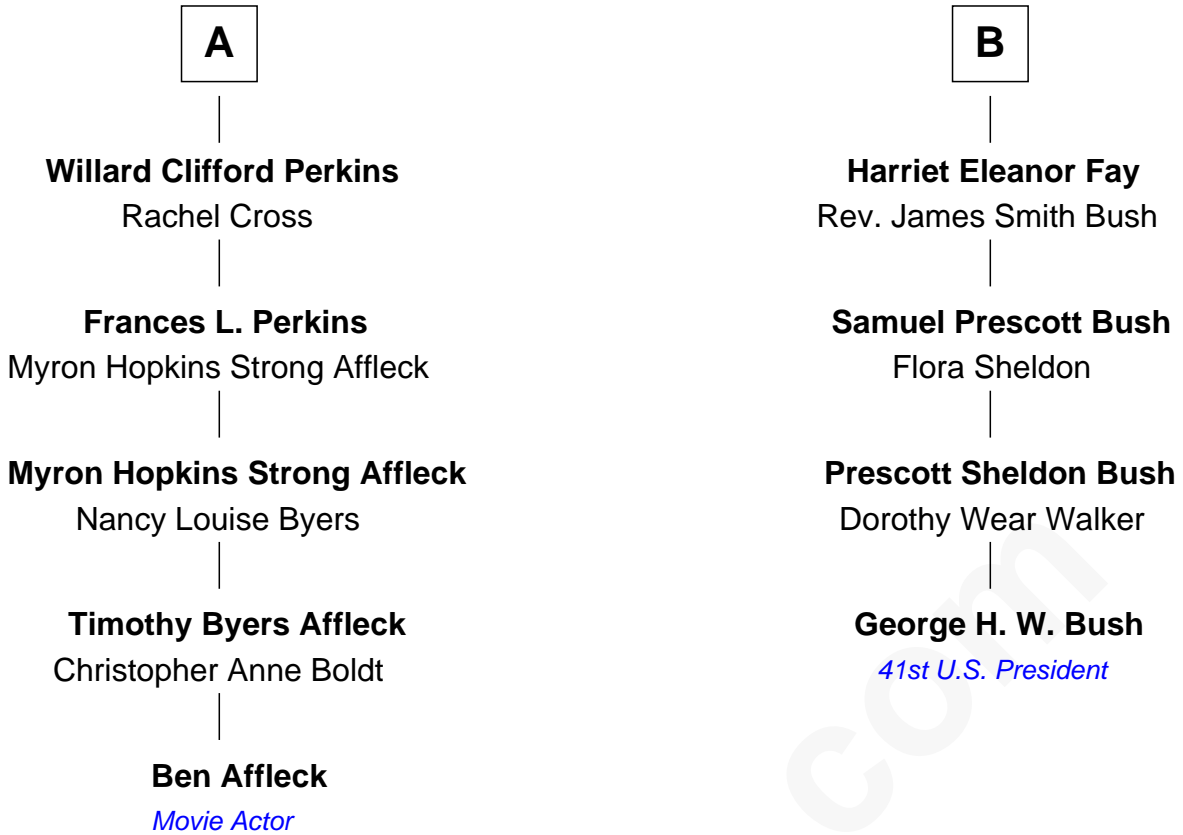 A
Willard Clifford Perkins
Rachel Cross
Frances L. Perkins
Myron Hopkins Strong Affleck
Myron Hopkins Strong Affleck
Nancy Louise Byers
Timothy Byers Affleck
Christopher Anne Boldt
Ben Affleck
Movie Actor
B
Harriet Eleanor Fay
Rev. James Smith Bush
Samuel Prescott Bush
Flora Sheldon
Prescott Sheldon Bush
Dorothy Wear Walker
George H. W. Bush
41st U.S. President
com